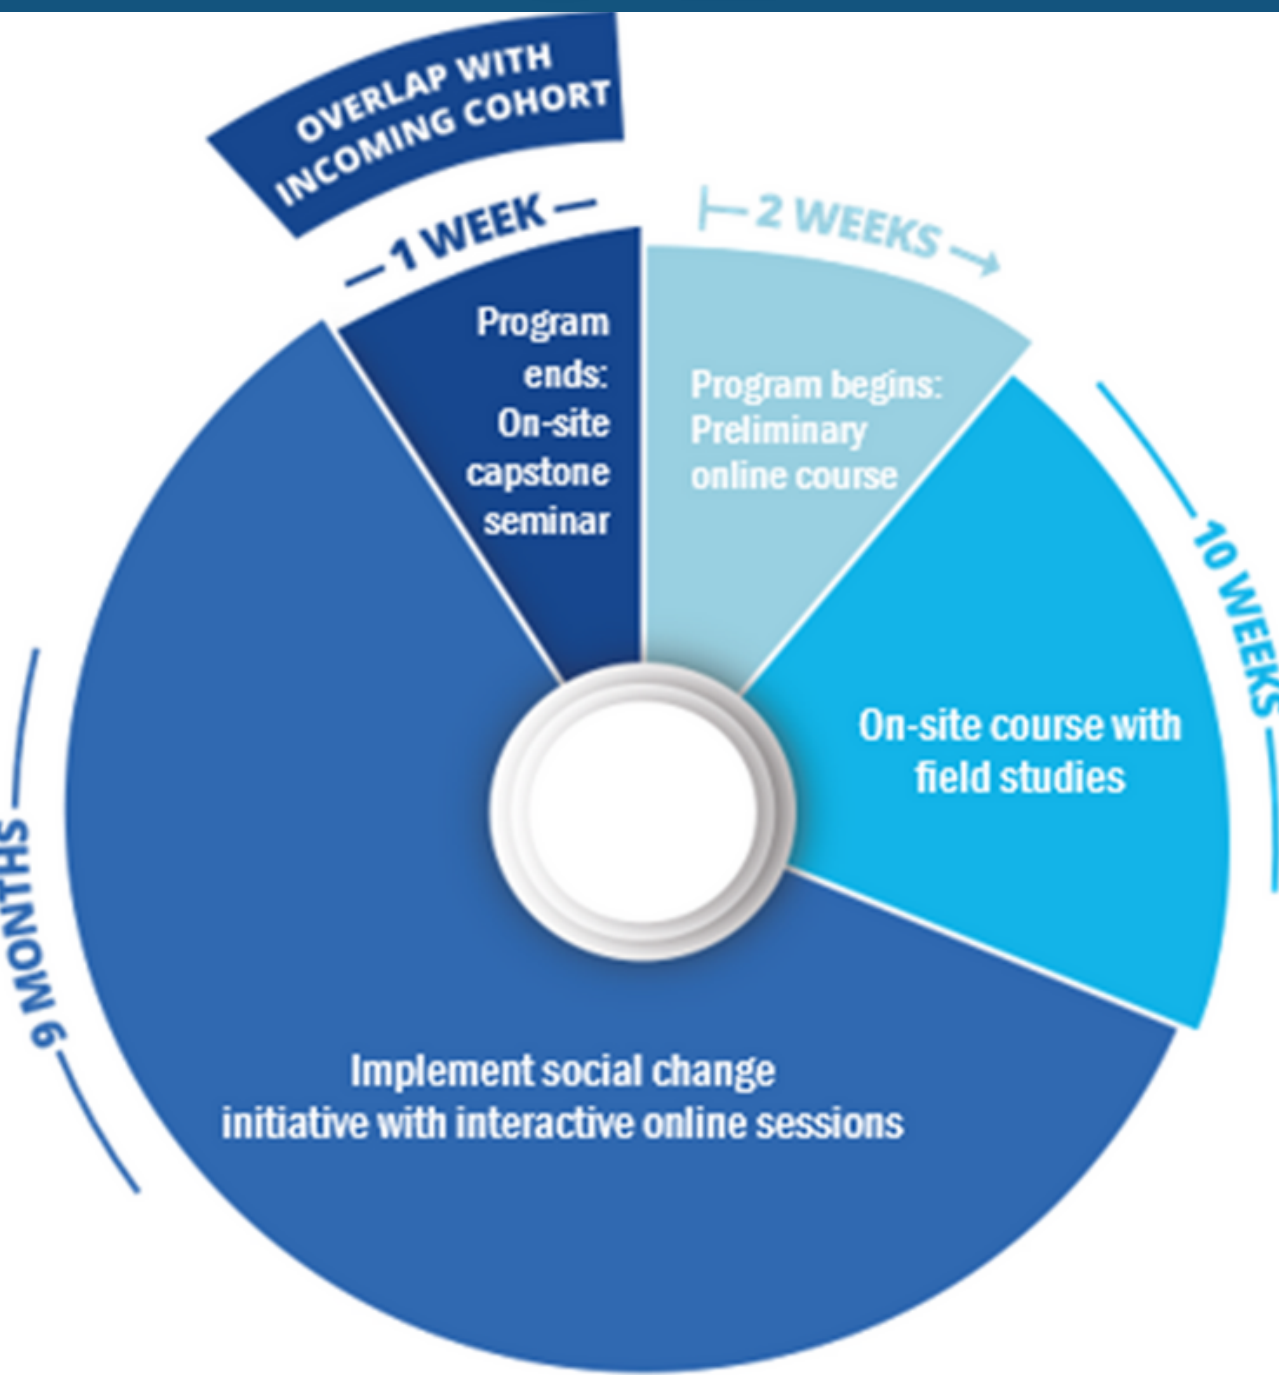 OVERLAP WITH
INCOMING COHORT
1 WEEK
2 WEEKS
Program
ends:
On-site
capstone
seminar
Program begins:
Preliminary
online course
10 WEEKS
On-site course with
field studies
9 MONTHS
Implement social change
initiative with interactive online sessions